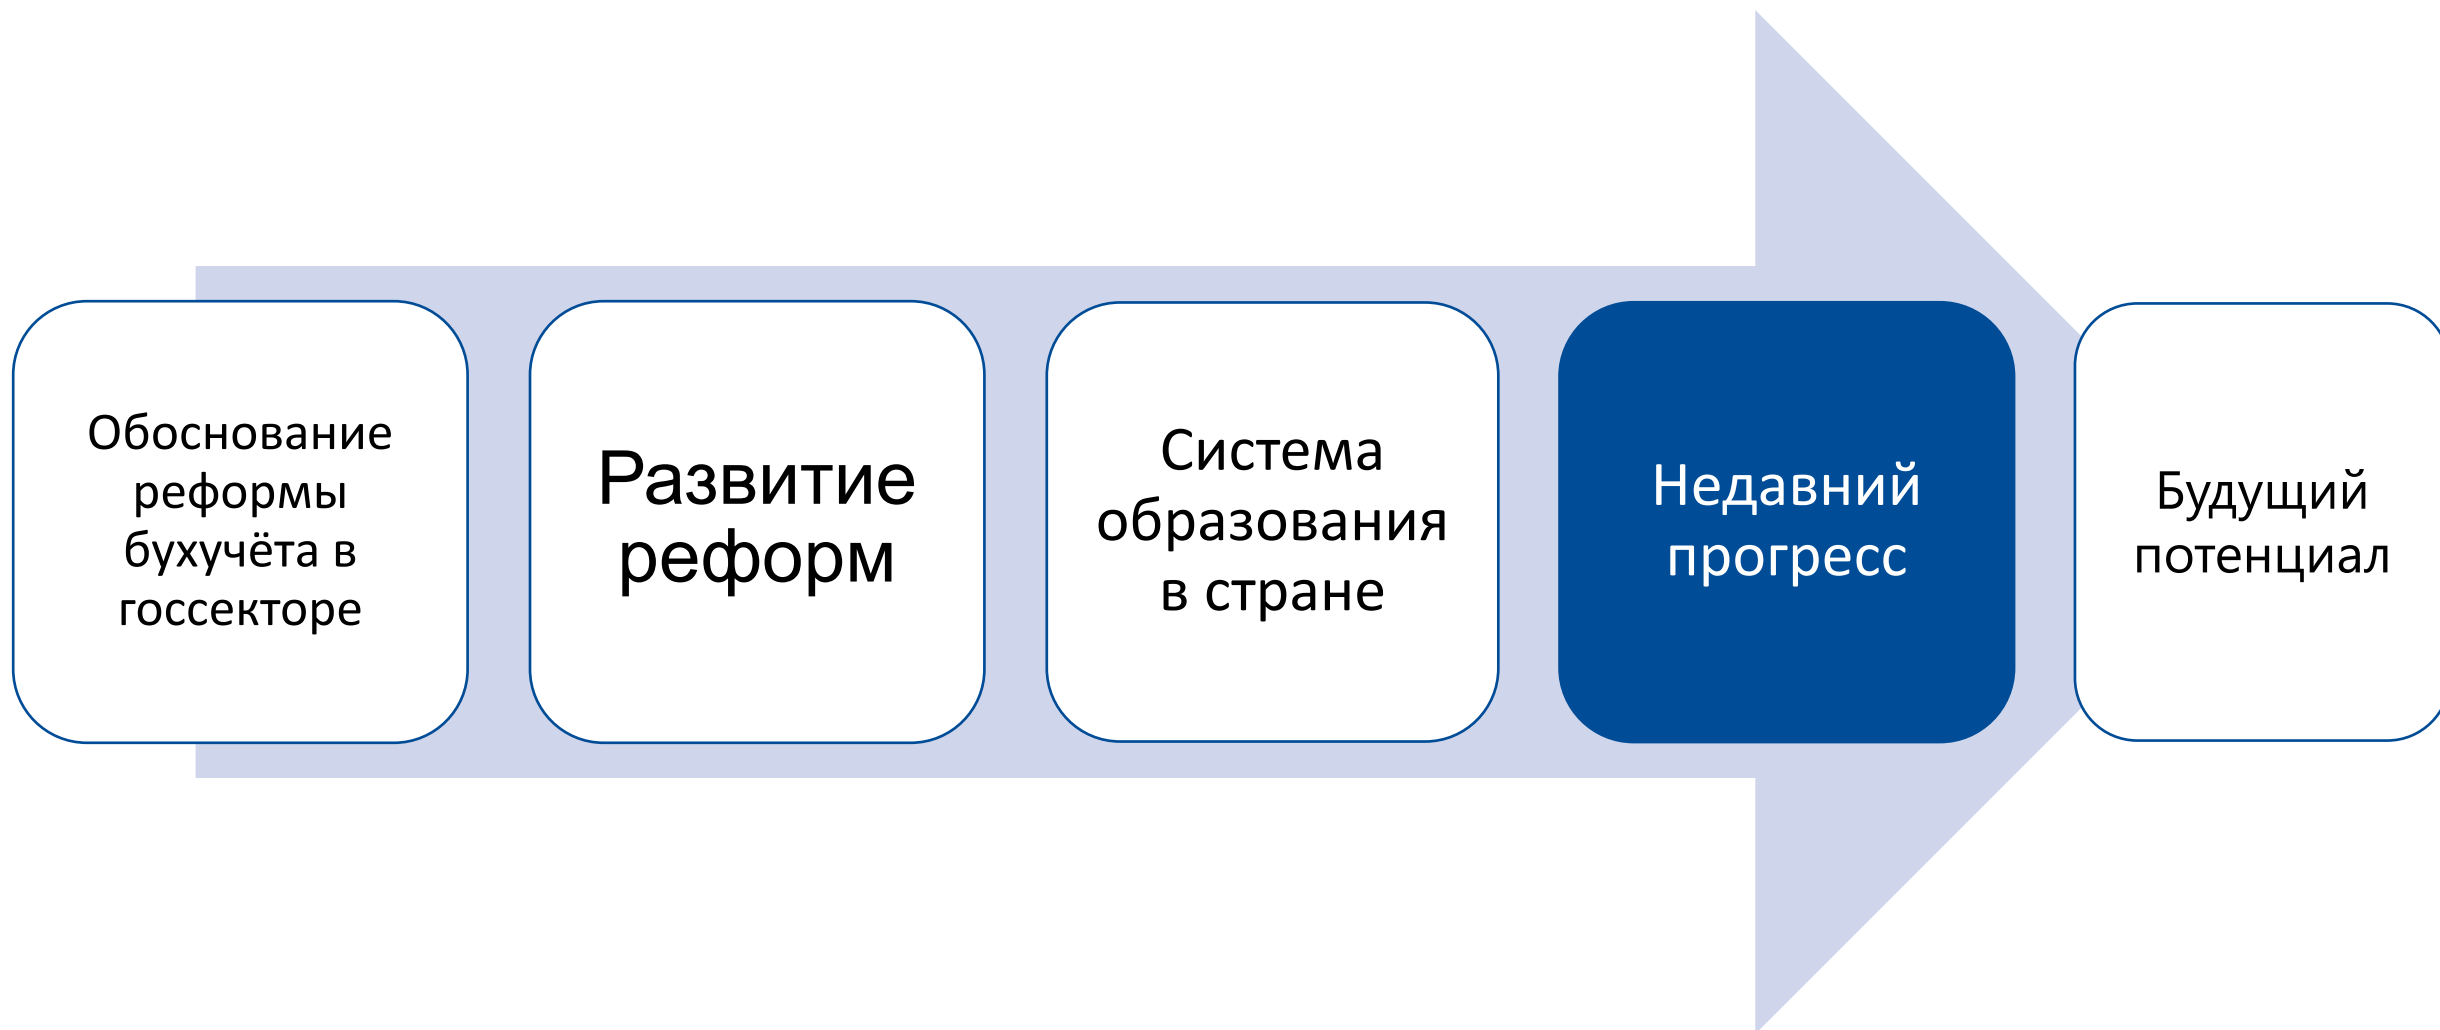 Обоснование
реформы
бухучёта в
госсекторе
Развитие
реформ
Система
образования
в стране
Недавний
прогресс
Будущий
потенциал